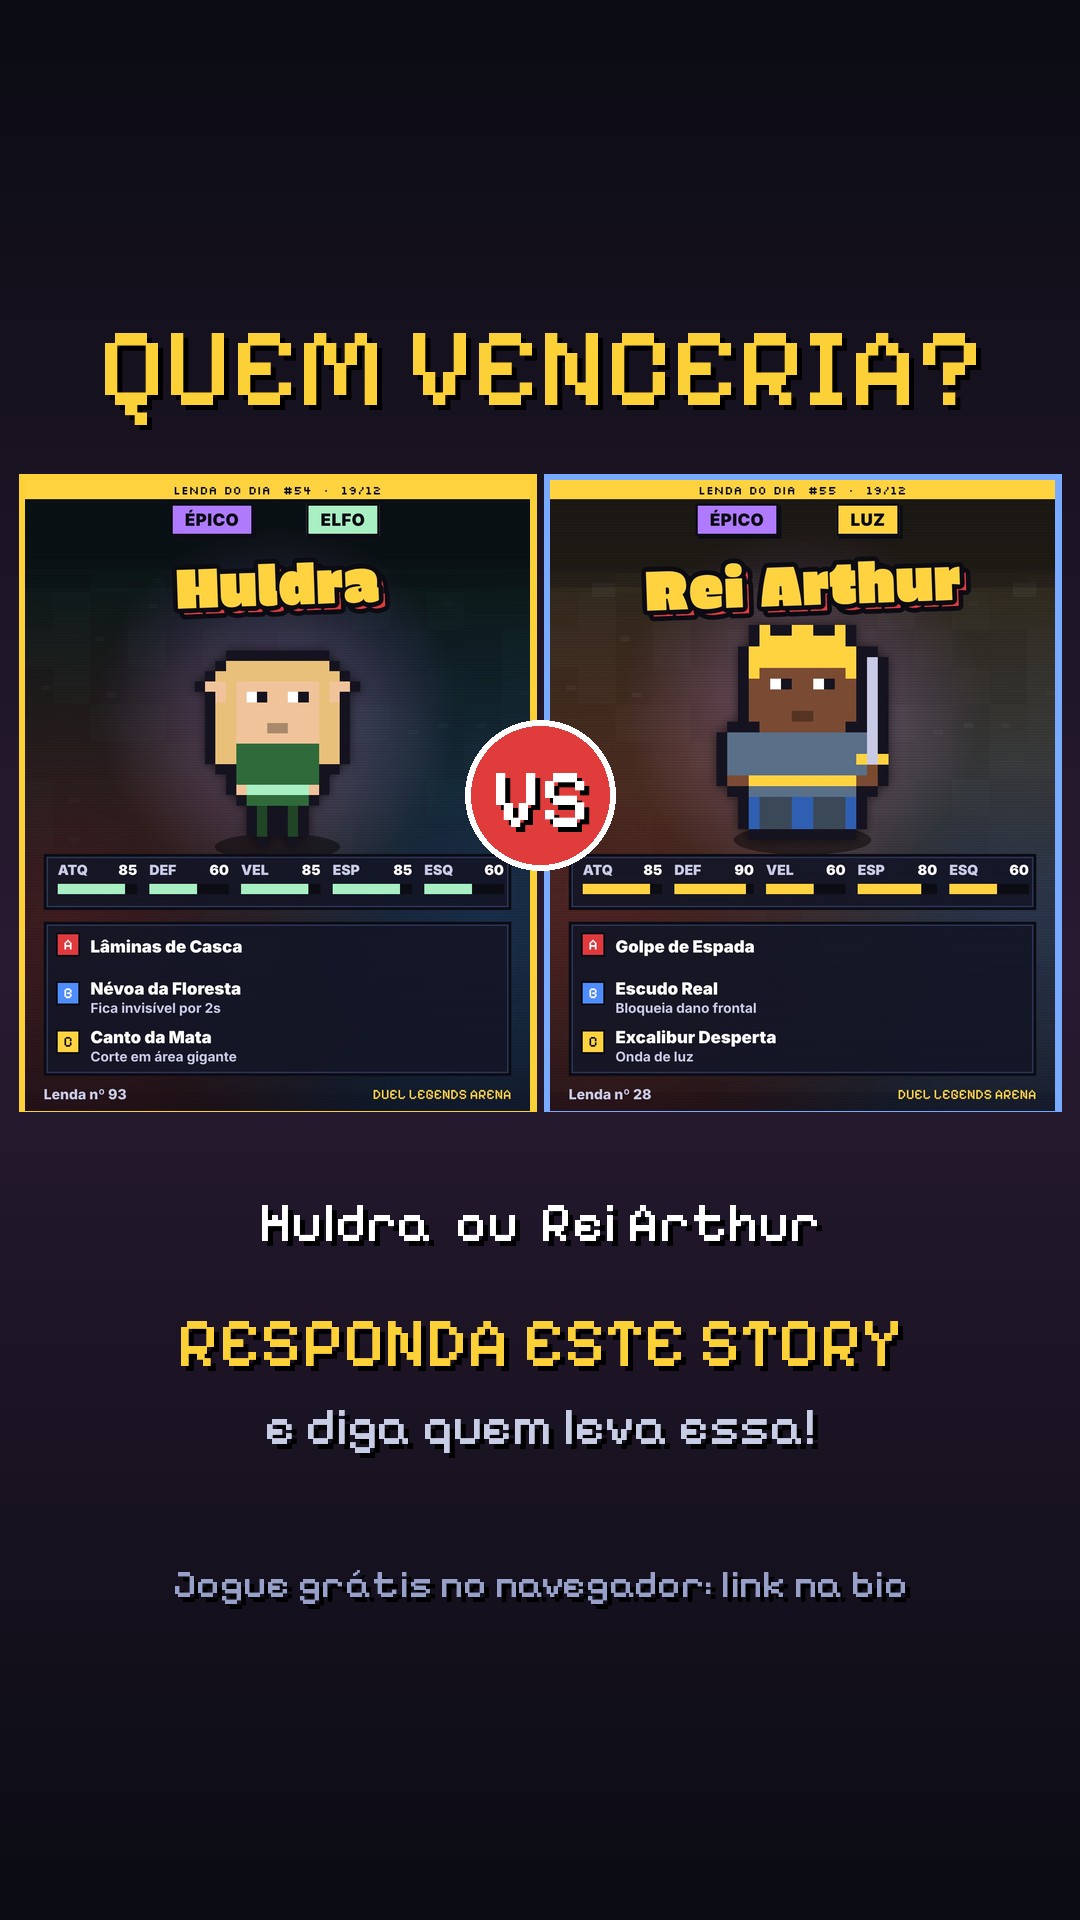 QUEM VENCERIA?
LENDA DO DIA #54 · 19/12
ÉPICO ELFO
Huldra
ATQ 85 DEF 60 VEL 85 ESP 85 ESQ 60
A Lâminas de Casca
B Névoa da Floresta
Fica invisível por 2s
C Canto da Mata
Corte em área gigante
Lenda nº 93 DUEL LEGENDS ARENA
VS
LENDA DO DIA #55 · 19/12
ÉPICO LUZ
Rei Arthur
ATQ 85 DEF 90 VEL 60 ESP 80 ESQ 60
A Golpe de Espada
B Escudo Real
Bloqueia dano frontal
C Excalibur Desperta
Onda de luz
Lenda nº 28 DUEL LEGENDS ARENA
Huldra ou Rei Arthur
RESPONDA ESTE STORY
e diga quem leva essa!
Jogue grátis no navegador: link na bio